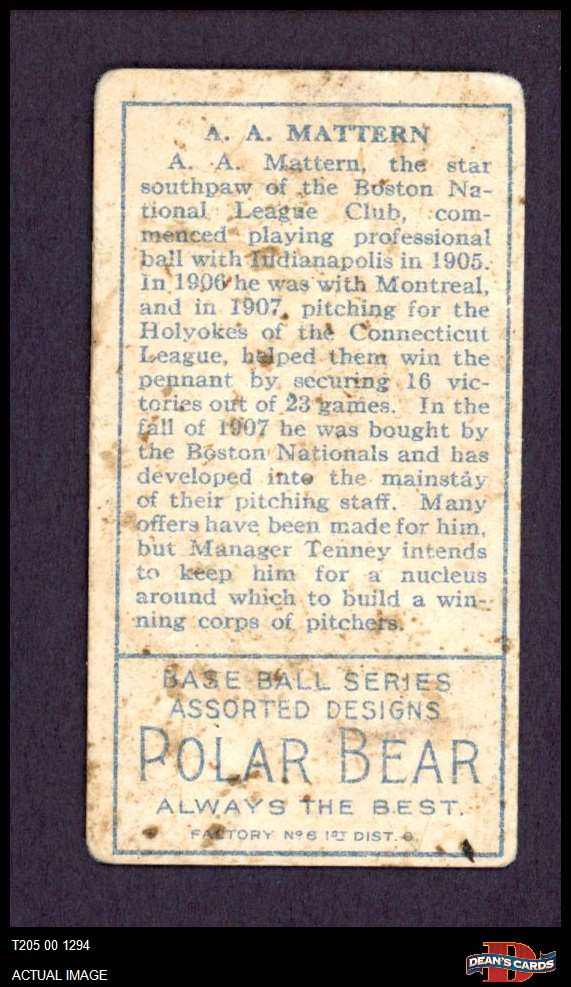 A. A. MATTERN
A. A. Mattern, the star
southpaw of the Boston Na-
tional League Club, com-
menced playing professional
ball with Indianapolis in 1905.
In 1906 he was with Montreal,
and in 1907, pitching for the
Holyokes of the Connecticut
League, helped them win the
pennant by securing 16 vic-
tories out of 23 games. In the
fall of 1907 he was bought by
the Boston Nationals and has
developed into the mainstay
of their pitching staff. Many
offers have been made for him,
but Manager Tenney intends
to keep him for a nucleus
around which to build a win-
ning corps of pitchers.
BASE BALL SERIES
ASSORTED DESIGNS
POLAR BEAR
ALWAYS THE BEST.
FACTORY Nº 6 1ST DIST. O.
T205 00 1294
ACTUAL IMAGE
D
DEAN'S CARDS